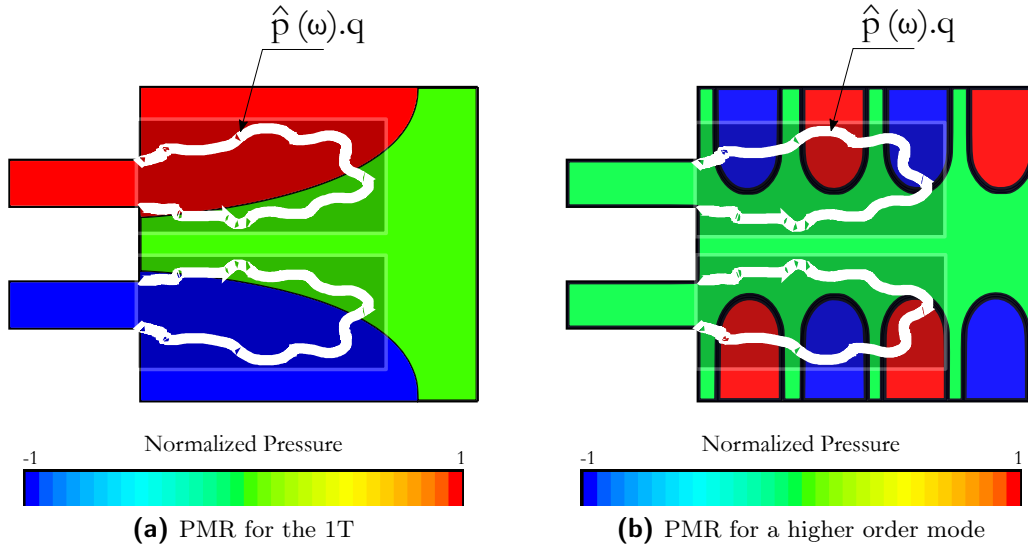 p̂ (ω).q
p̂ (ω).q
Normalized Pressure
-1 1
(a) PMR for the 1T
Normalized Pressure
-1 1
(b) PMR for a higher order mode